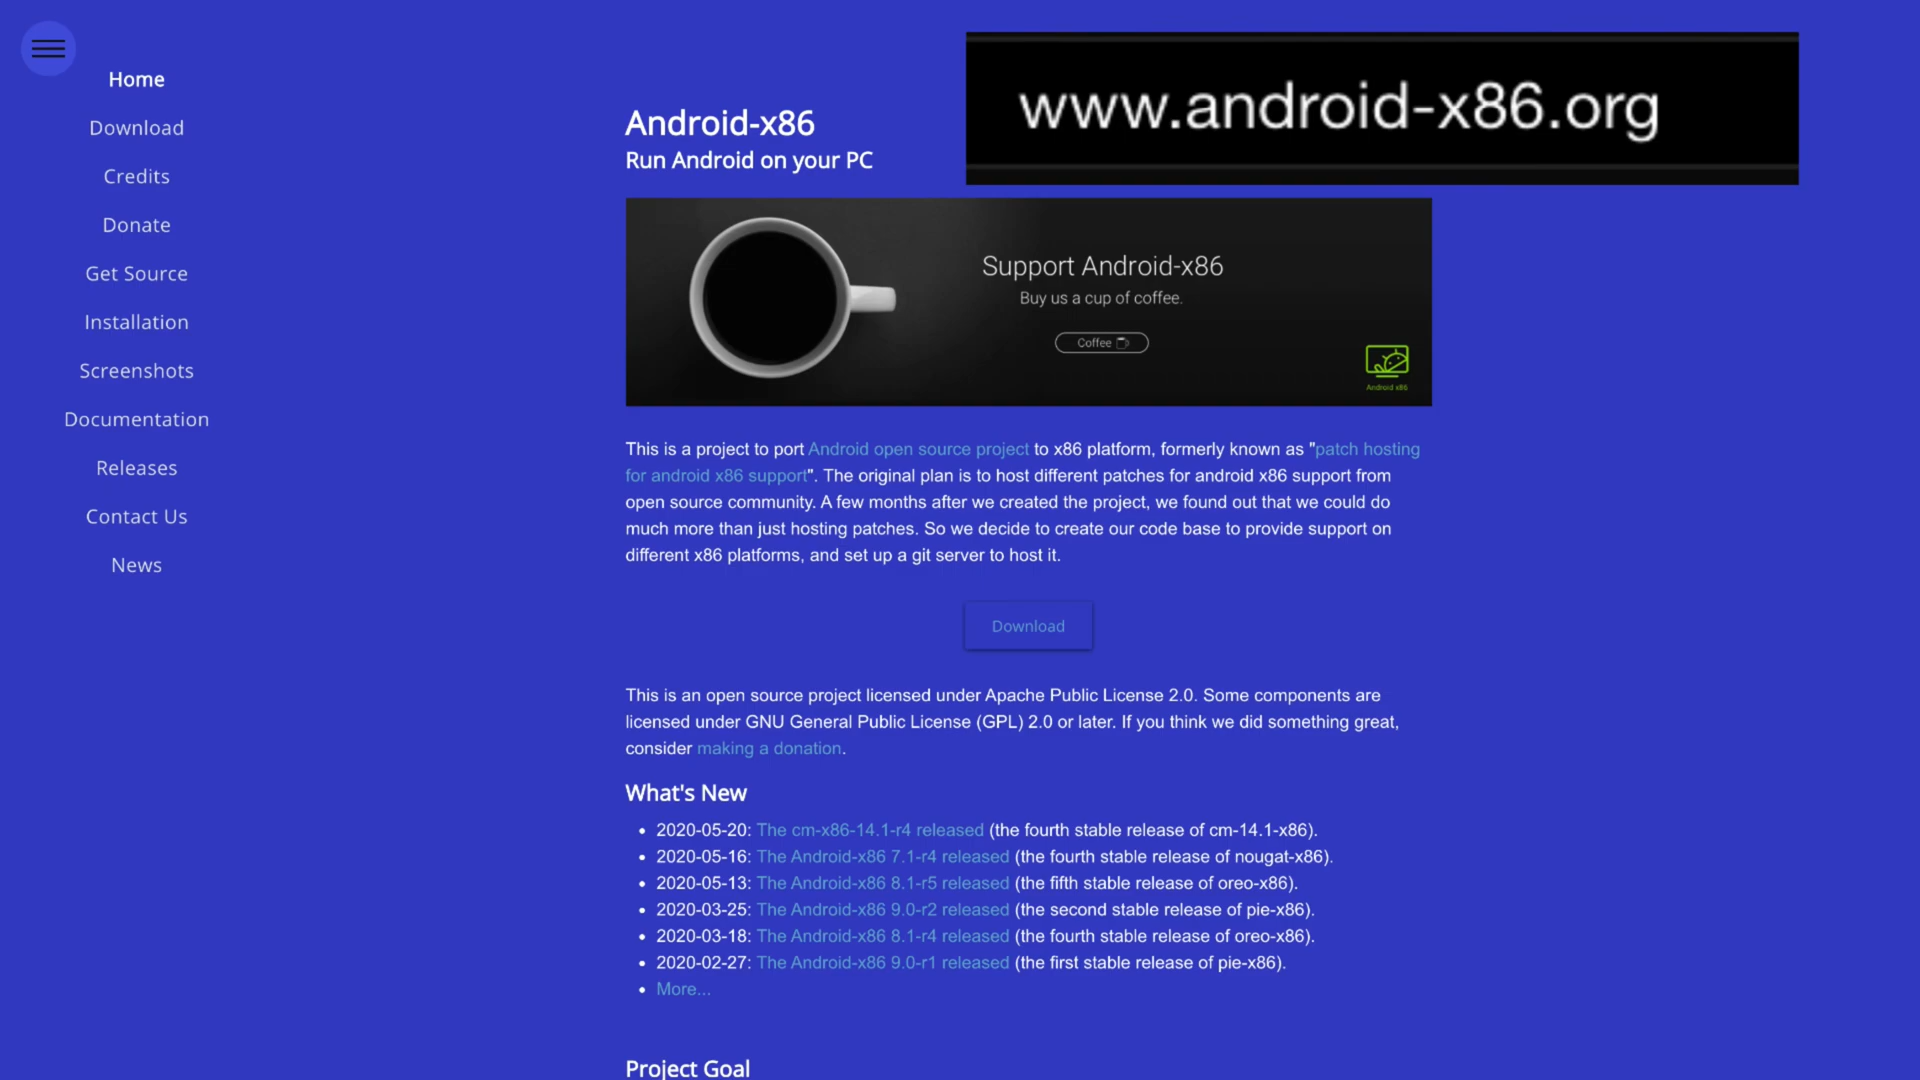 Home
Download
Credits
Donate
Get Source
Installation
Screenshots
Documentation
Releases
Contact Us
News
www.android-x86.org
Android-x86
Run Android on your PC
Support Android-x86
Buy us a cup of coffee.
Coffee
Android x86
This is a project to port Android open source project to x86 platform, formerly known as "patch hosting
for android x86 support". The original plan is to host different patches for android x86 support from
open source community. A few months after we created the project, we found out that we could do
much more than just hosting patches. So we decide to create our code base to provide support on
different x86 platforms, and set up a git server to host it.
Download
This is an open source project licensed under Apache Public License 2.0. Some components are
licensed under GNU General Public License (GPL) 2.0 or later. If you think we did something great,
consider making a donation.
What's New
• 2020-05-20: The cm-x86-14.1-r4 released (the fourth stable release of cm-14.1-x86).
• 2020-05-16: The Android-x86 7.1-r4 released (the fourth stable release of nougat-x86).
• 2020-05-13: The Android-x86 8.1-r5 released (the fifth stable release of oreo-x86).
• 2020-03-25: The Android-x86 9.0-r2 released (the second stable release of pie-x86).
• 2020-03-18: The Android-x86 8.1-r4 released (the fourth stable release of oreo-x86).
• 2020-02-27: The Android-x86 9.0-r1 released (the first stable release of pie-x86).
• More...
Project Goal